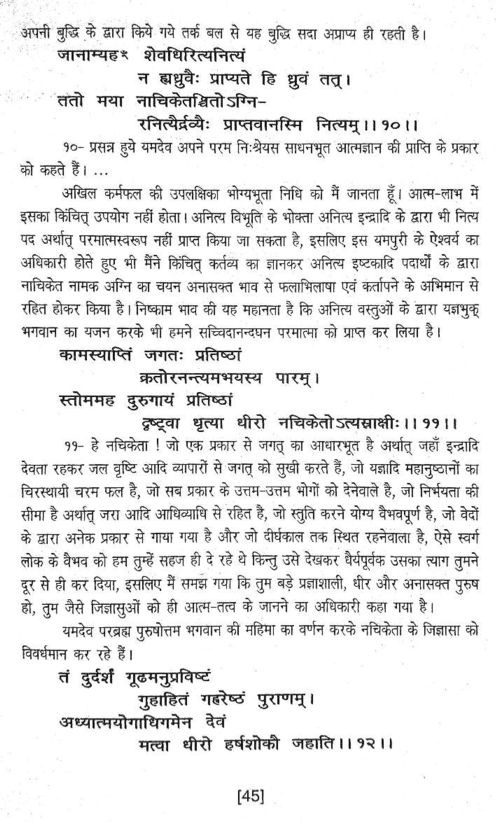 अपनी बुद्धि के द्वारा किये गये तर्क बल से यह बुद्धि सदा अप्राप्य ही रहती है।
जानाम्यह* शेवधिरित्यनित्यं
न ह्यध्रुवैः प्राप्यते हि ध्रुवं तत्।
ततो मया नाचिकेतश्चितोऽग्नि-
रनित्यैर्द्रव्यैः प्राप्तवानस्मि नित्यम्।।१०।।
१०- प्रसन्न हुये यमदेव अपने परम निःश्रेयस साधनभूत आत्मज्ञान की प्राप्ति के प्रकार
को कहते हैं। ...
अखिल कर्मफल की उपलक्षिका भोग्यभूता निधि को मैं जानता हूँ। आत्म-लाभ में
इसका किंचित् उपयोग नहीं होता। अनित्य विभूति के भोक्ता अनित्य इन्द्रादि के द्वारा भी नित्य
पद अर्थात् परमात्मस्वरूप नहीं प्राप्त किया जा सकता है, इसलिए इस यमपुरी के ऐश्वर्य का
अधिकारी होते हुए भी मैंने किंचित् कर्तव्य का ज्ञानकर अनित्य इष्टकादि पदार्थों के द्वारा
नाचिकेत नामक अग्नि का चयन अनासक्त भाव से फलाभिलाषा एवं कर्तापने के अभिमान से
रहित होकर किया है। निष्काम भाव की यह महानता है कि अनित्य वस्तुओं के द्वारा यज्ञभुक्
भगवान का यजन करके भी हमने सच्चिदानन्दघन परमात्मा को प्राप्त कर लिया है।
कामस्याप्तिं जगतः प्रतिष्ठां
क्रतोरनन्त्यमभयस्य पारम्।
स्तोममह दुरुगायं प्रतिष्ठां
दृष्ट्वा धृत्या धीरो नचिकेतोऽत्यस्राक्षीः।।११।।
११- हे नचिकेता ! जो एक प्रकार से जगत् का आधारभूत है अर्थात् जहाँ इन्द्रादि
देवता रहकर जल वृष्टि आदि व्यापारों से जगत् को सुखी करते हैं, जो यज्ञादि महानुष्ठानों का
चिरस्थायी चरम फल है, जो सब प्रकार के उत्तम-उत्तम भोगों को देनेवाले है, जो निर्भयता की
सीमा है अर्थात् जरा आदि आधिव्याधि से रहित है, जो स्तुति करने योग्य वैभवपूर्ण है, जो वेदों
के द्वारा अनेक प्रकार से गाया गया है और जो दीर्घकाल तक स्थित रहनेवाला है, ऐसे स्वर्ग
लोक के वैभव को हम तुम्हें सहज ही दे रहे थे किन्तु उसे देखकर धैर्यपूर्वक उसका त्याग तुमने
दूर से ही कर दिया, इसलिए मैं समझ गया कि तुम बड़े प्रज्ञाशाली, धीर और अनासक्त पुरुष
हो, तुम जैसे जिज्ञासुओं को ही आत्म-तत्व के जानने का अधिकारी कहा गया है।
यमदेव परब्रह्म पुरुषोत्तम भगवान की महिमा का वर्णन करके नचिकेता के जिज्ञासा को
विवर्धमान कर रहे हैं।
तं दुर्दर्शं गूढमनुप्रविष्टं
गुहाहितं गह्वरेष्ठं पुराणम्।
अध्यात्मयोगाधिगमेन देवं
मत्वा धीरो हर्षशोकौ जहाति।।१२।।
[45]